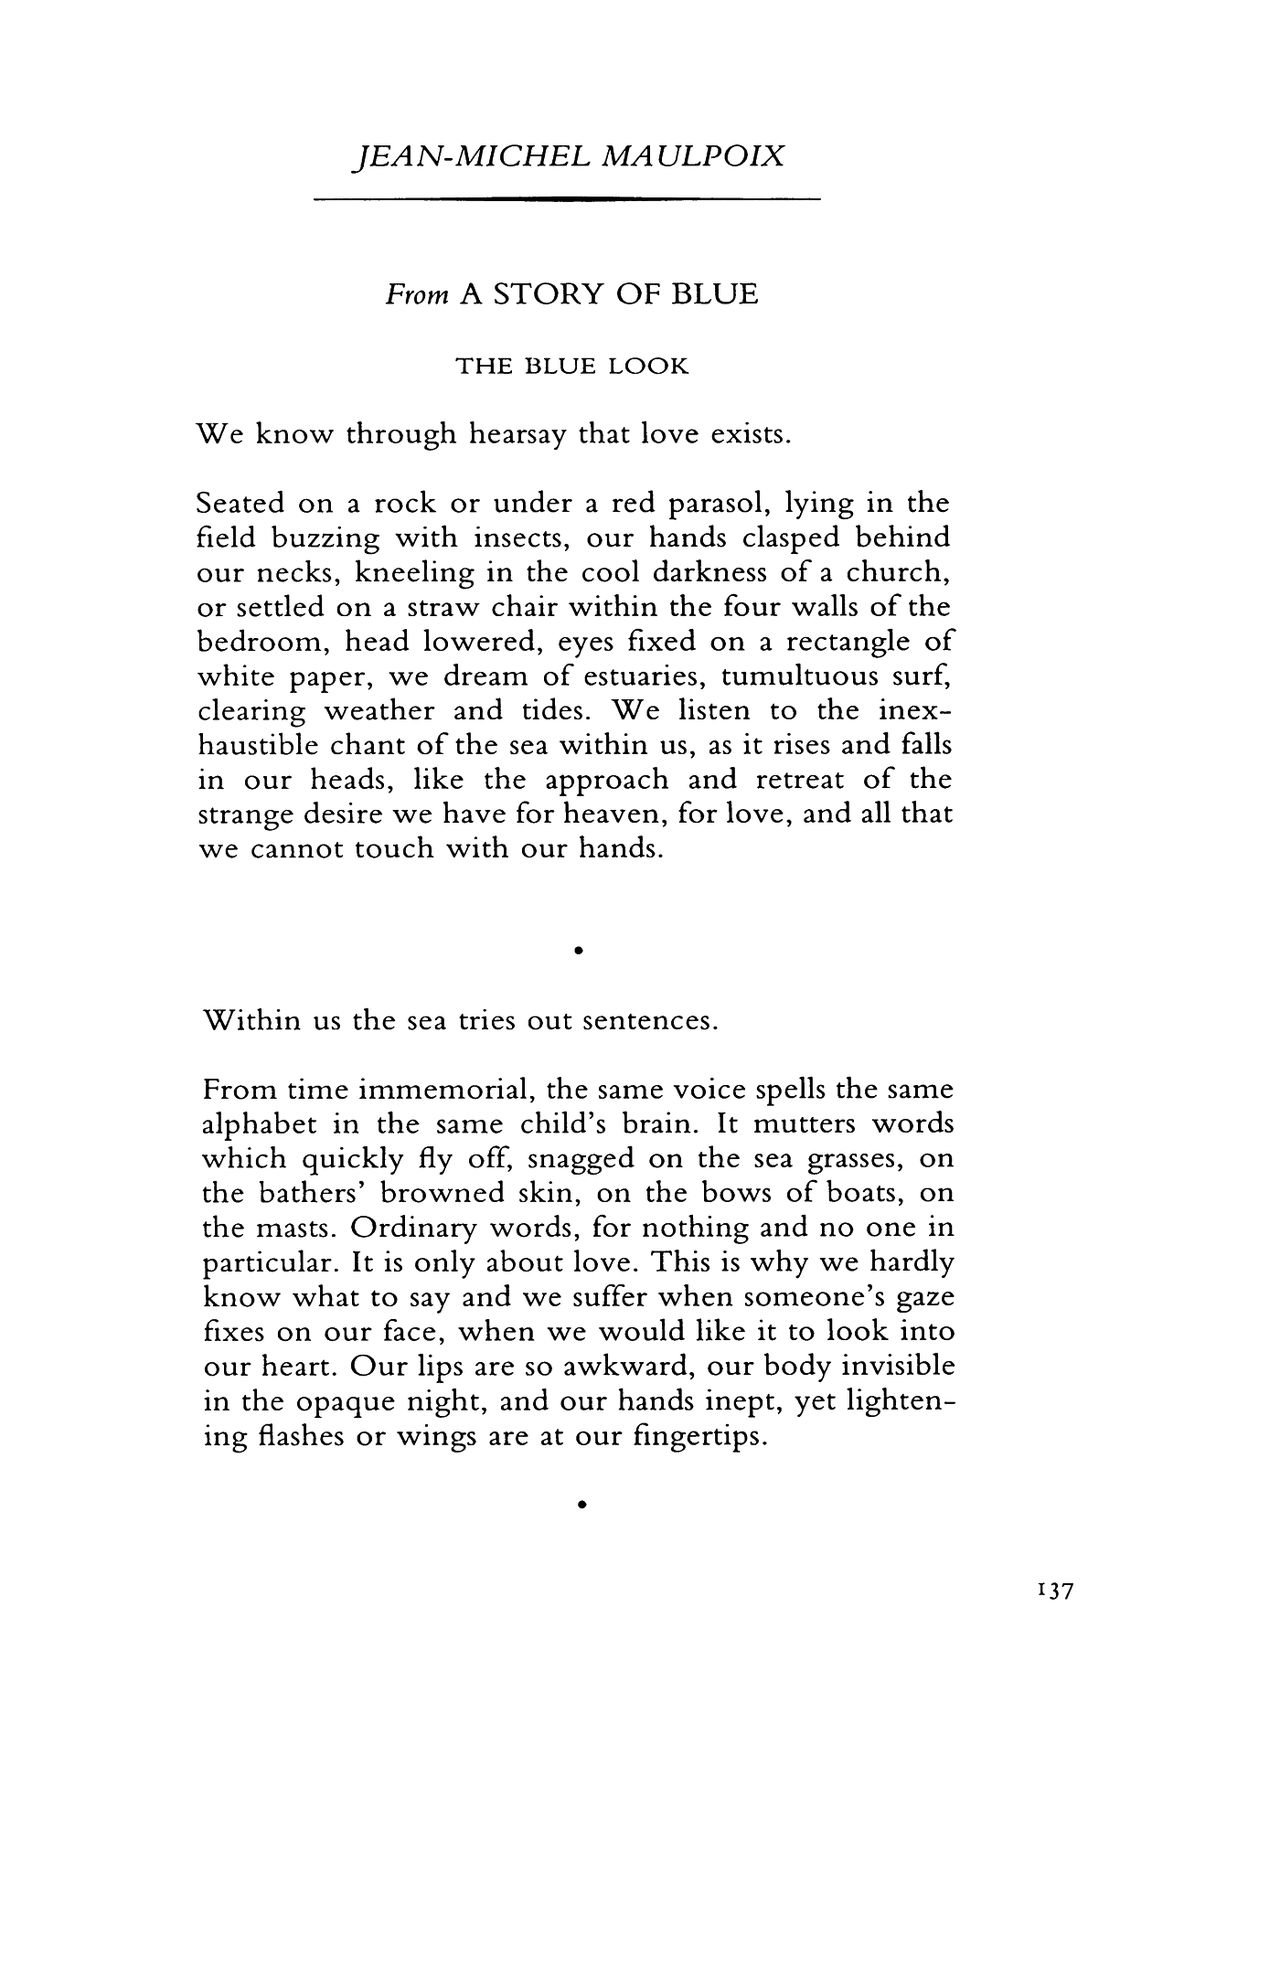 JEAN-MICHEL MAULPOIX
From A STORY OF BLUE
THE BLUE LOOK
We know through hearsay that love exists.
Seated on a rock or under a red parasol, lying in the
field buzzing with insects, our hands clasped behind
our necks, kneeling in the cool darkness of a church,
or settled on a straw chair within the four walls of the
bedroom, head lowered, eyes fixed on a rectangle of
white paper, we dream of estuaries, tumultuous surf,
clearing weather and tides. We listen to the inex-
haustible chant of the sea within us, as it rises and falls
in our heads, like the approach and retreat of the
strange desire we have for heaven, for love, and all that
we cannot touch with our hands.
•
Within us the sea tries out sentences.
From time immemorial, the same voice spells the same
alphabet in the same child's brain. It mutters words
which quickly fly off, snagged on the sea grasses, on
the bathers' browned skin, on the bows of boats, on
the masts. Ordinary words, for nothing and no one in
particular. It is only about love. This is why we hardly
know what to say and we suffer when someone's gaze
fixes on our face, when we would like it to look into
our heart. Our lips are so awkward, our body invisible
in the opaque night, and our hands inept, yet lighten-
ing flashes or wings are at our fingertips.
•
137